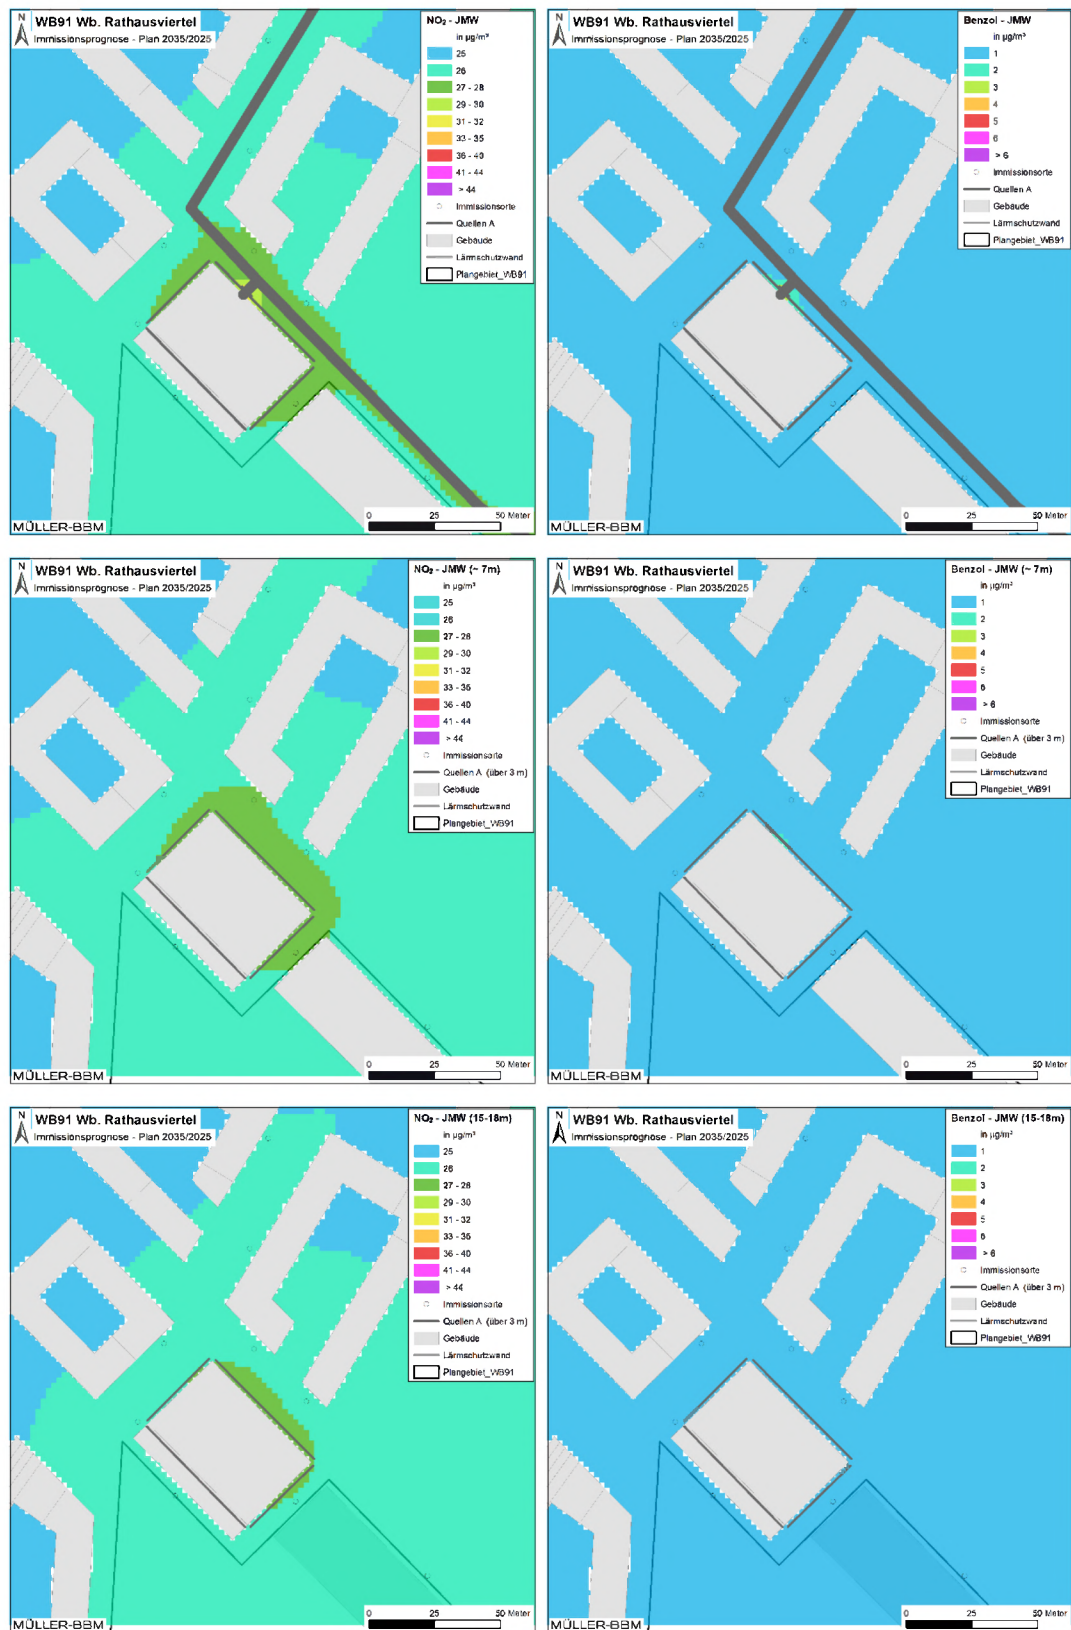 N
WB91 Wb. Rathausviertel
Immissionsprognose - Plan 2035/2025
NO₂ - JMW
in µg/m³
25
26
27 - 28
29 - 30
31 - 32
33 - 35
36 - 40
41 - 44
> 44
Immissionsorte
Quellen A
Gebäude
Lärmschutzwand
Plangebiet_WB91
0 25 50 Meter
MÜLLER-BBM
N
WB91 Wb. Rathausviertel
Immissionsprognose - Plan 2035/2025
Benzol - JMW
in µg/m³
1
2
3
4
5
6
> 6
Immissionsorte
Quellen A
Gebäude
Lärmschutzwand
Plangebiet_WB91
0 25 50 Meter
MÜLLER-BBM
N
WB91 Wb. Rathausviertel
Immissionsprognose - Plan 2035/2025
NO₂ - JMW (~ 7m)
in µg/m³
25
26
27 - 28
29 - 30
31 - 32
33 - 35
36 - 40
41 - 44
> 44
Immissionsorte
Quellen A (über 3 m)
Gebäude
Lärmschutzwand
Plangebiet_WB91
0 25 50 Meter
MÜLLER-BBM
N
WB91 Wb. Rathausviertel
Immissionsprognose - Plan 2035/2025
Benzol - JMW (~ 7m)
in µg/m³
1
2
3
4
5
6
> 6
Immissionsorte
Quellen A (über 3 m)
Gebäude
Lärmschutzwand
Plangebiet_WB91
0 25 50 Meter
MÜLLER-BBM
N
WB91 Wb. Rathausviertel
Immissionsprognose - Plan 2035/2025
NO₂ - JMW (15-18m)
in µg/m³
25
26
27 - 28
29 - 30
31 - 32
33 - 35
36 - 40
41 - 44
> 44
Immissionsorte
Quellen A (über 3 m)
Gebäude
Lärmschutzwand
Plangebiet_WB91
0 25 50 Meter
MÜLLER-BBM
N
WB91 Wb. Rathausviertel
Immissionsprognose - Plan 2035/2025
Benzol - JMW (15-18m)
in µg/m³
1
2
3
4
5
6
> 6
Immissionsorte
Quellen A (über 3 m)
Gebäude
Lärmschutzwand
Plangebiet_WB91
0 25 50 Meter
MÜLLER-BBM